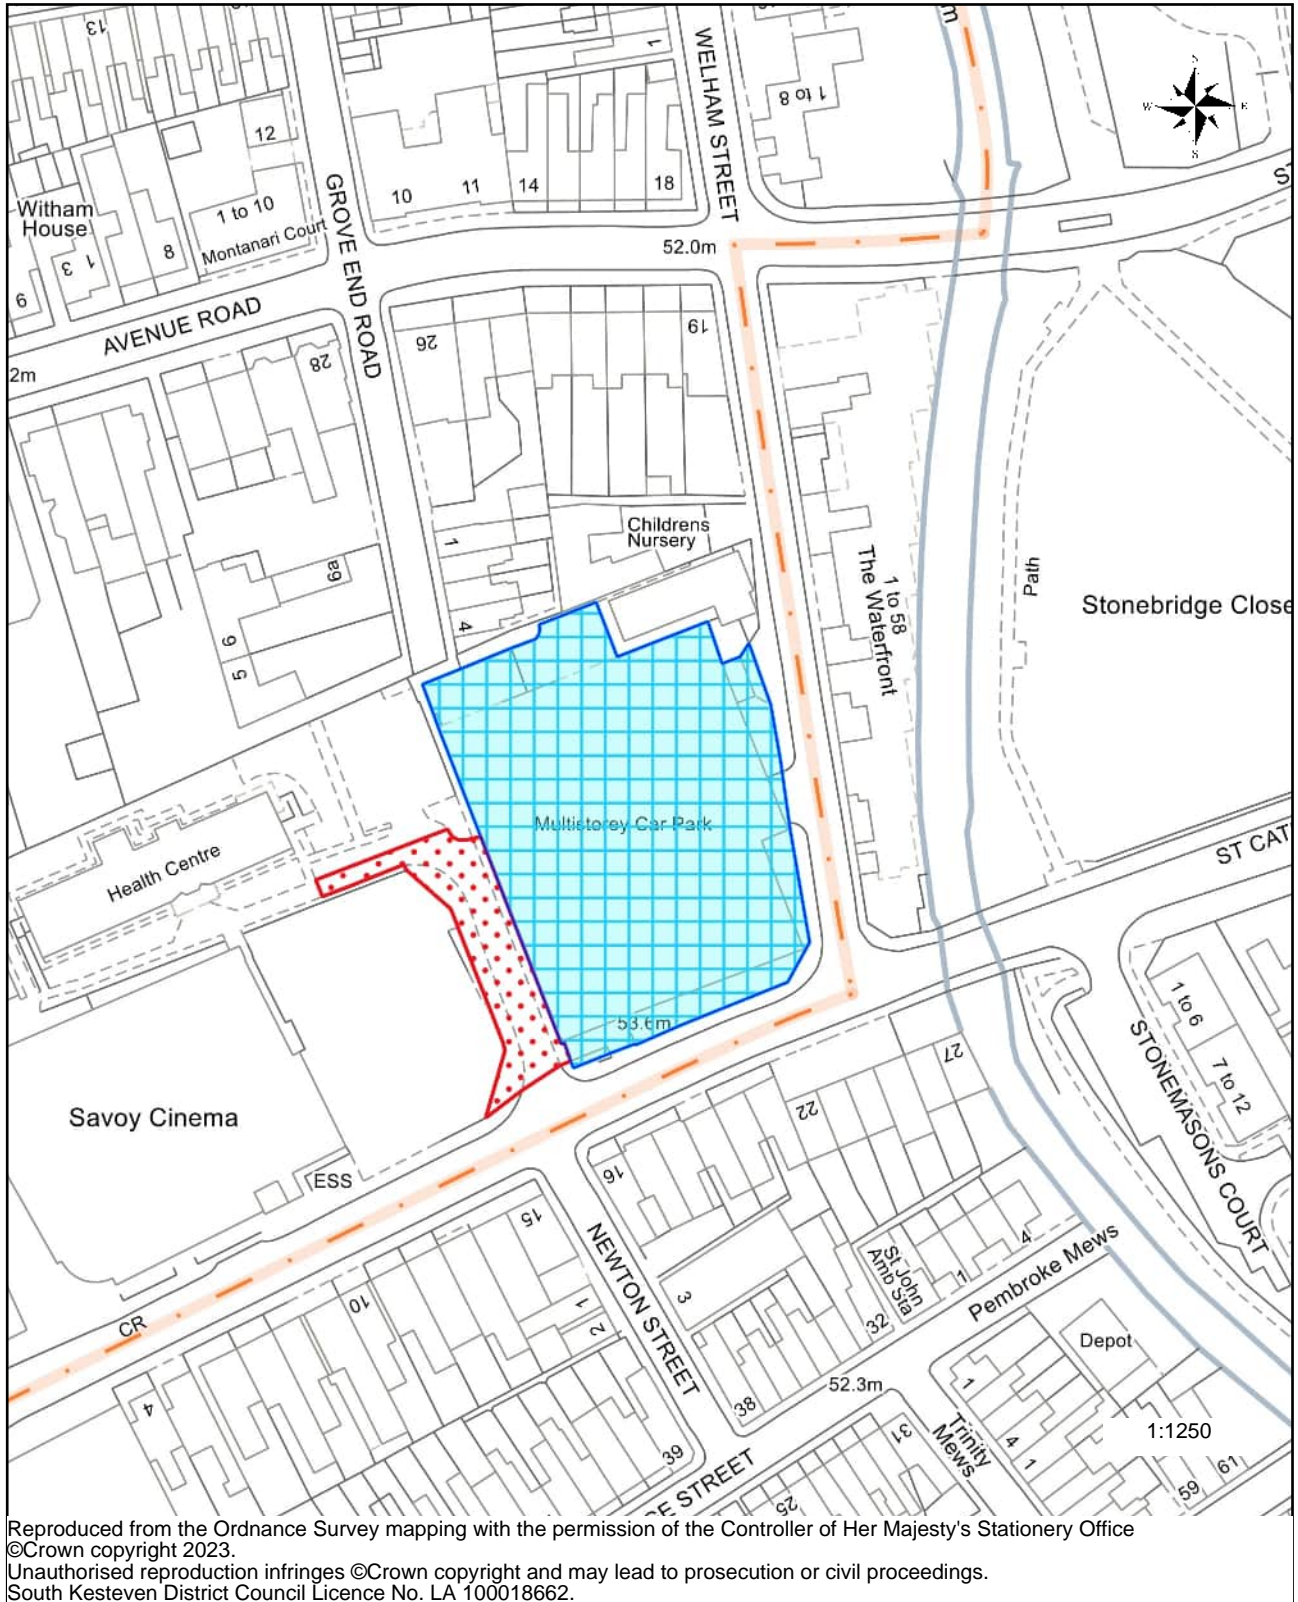 13
WELHAM STREET
1
1 to 8
m
N
W
E
S
12
10
11
14
18
Witham
House
1 to 10
Montanari Court
GROVE END ROAD
1
3
8
9
52.0m
ST
AVENUE ROAD
26
19
28
2m
Childrens
Nursery
1
6a
4
6
5
1 to 58
The Waterfront
Path
Stonebridge Close
Multistorey Car Park
Health Centre
ST CAT
53.6m
1 to 6
7 to 12
STONEMASONS COURT
27
22
Savoy Cinema
ESS
16
15
NEWTON STREET
St John
Amb Sta
1
4
Pembroke Mews
3
10
1
2
CR
32
Depot
4
38
52.3m
1
Trinity
Mews
4
1
1:1250
39
CE STREET
31
25
59
61
Reproduced from the Ordnance Survey mapping with the permission of the Controller of Her Majesty's Stationery Office
©Crown copyright 2023.
Unauthorised reproduction infringes ©Crown copyright and may lead to prosecution or civil proceedings.
South Kesteven District Council Licence No. LA 100018662.